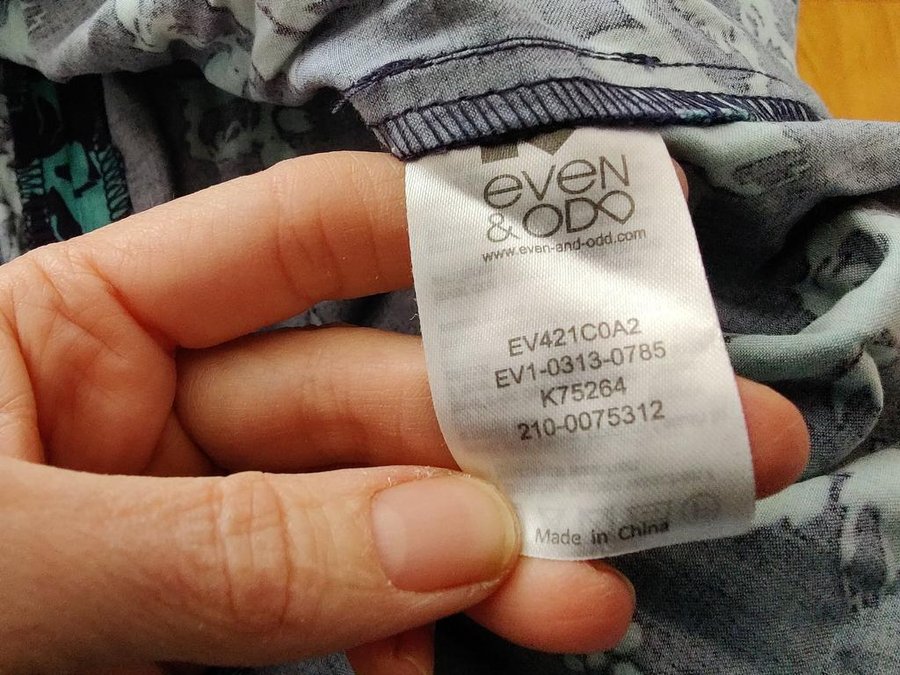 even
& ODD
www.even-and-odd.com
EV421C0A2
EV1-0313-0785
K75264
210-0075312
Made in China